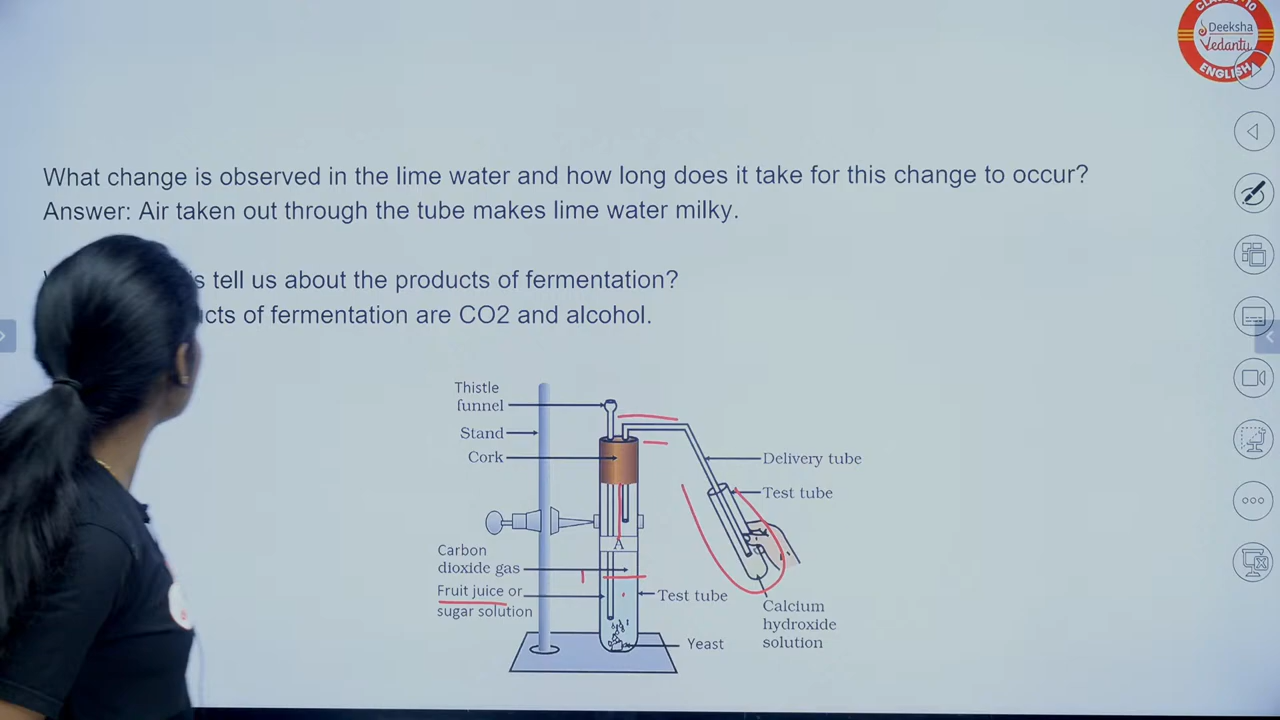 Deeksha
Vedantu
ENGLISH
What change is observed in the lime water and how long does it take for this change to occur?
Answer: Air taken out through the tube makes lime water milky.
tell us about the products of fermentation?
of fermentation are CO2 and alcohol.
Thistle
funnel
Stand
Cork
Delivery tube
Test tube
A
Carbon
dioxide gas
Fruit juice or
sugar solution
Test tube
Calcium
hydroxide
solution
Yeast